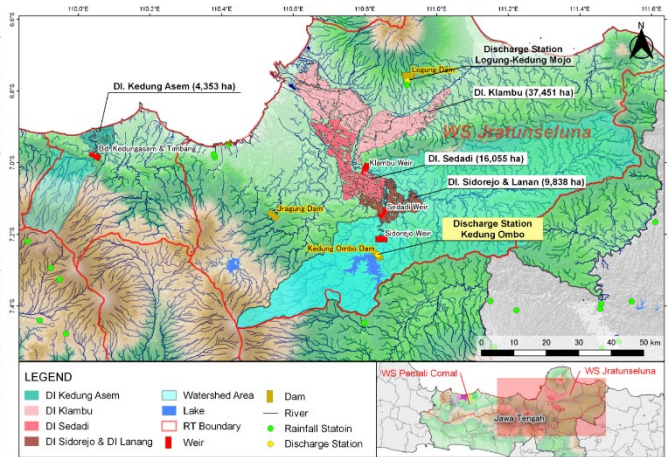 110.0°E
110.2°E
110.4°E
110.6°E
110.8°E
111.0°E
111.2°E
111.4°E
111.6°E
N
Discharge Station
Logung-Kedung Mojo
Logung Dam
DI. Kedung Asem (4,353 ha)
DI. Klambu (37,451 ha)
WS Jratunseluna
Bd. Kedungasem & Timbang
Klambu Weir
DI. Sedadi (16,055 ha)
DI. Sidorejo & Lanan (9,838 ha)
Jragung Dam
Sedadi Weir
Sidorejo Weir
Discharge Station
Kedung Ombo
Kedung Ombo Dam
6.8°S
7.0°S
7.2°S
7.4°S
0 10 20 30 40 50 km
LEGEND
DI Kedung Asem
DI Klambu
DI Sedadi
DI Sidorejo & DI Lanang
Watershed Area
Lake
RT Boundary
Weir
Dam
River
Rainfall Statoin
Discharge Station
WS Pemali Comal
WS Jratunseluna
Jawa Tengah